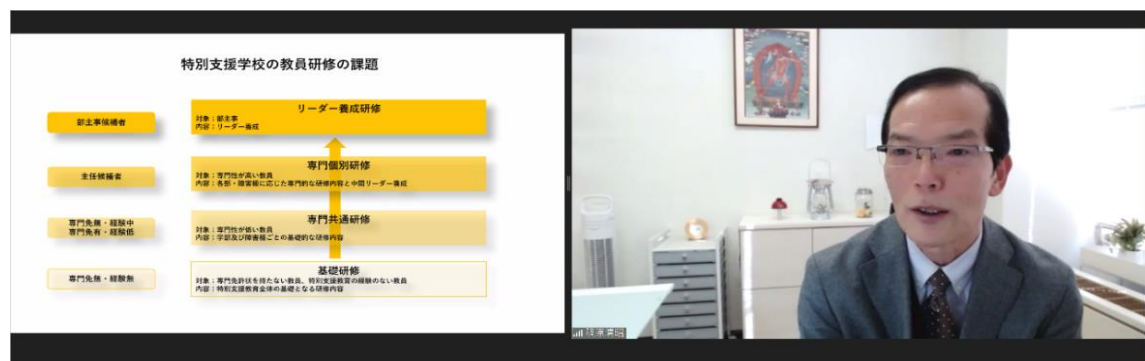 特別支援学校の教員研修の課題
部主事候補者
リーダー養成研修
対象：部主事
内容：リーダー養成
主任候補者
専門個別研修
対象：専門性が高い教員
内容：各部・障害種に応じた専門的な研修内容と中間リーダー養成
専門免無・経験中
専門免有・経験低
専門共通研修
対象：専門性が低い教員
内容：学部及び障害種ごとの基礎的な研修内容
専門免無・経験無
基礎研修
対象：専門免許状を持たない教員、特別支援教育の経験のない教員
内容：特別支援教育全体の基礎となる研修内容